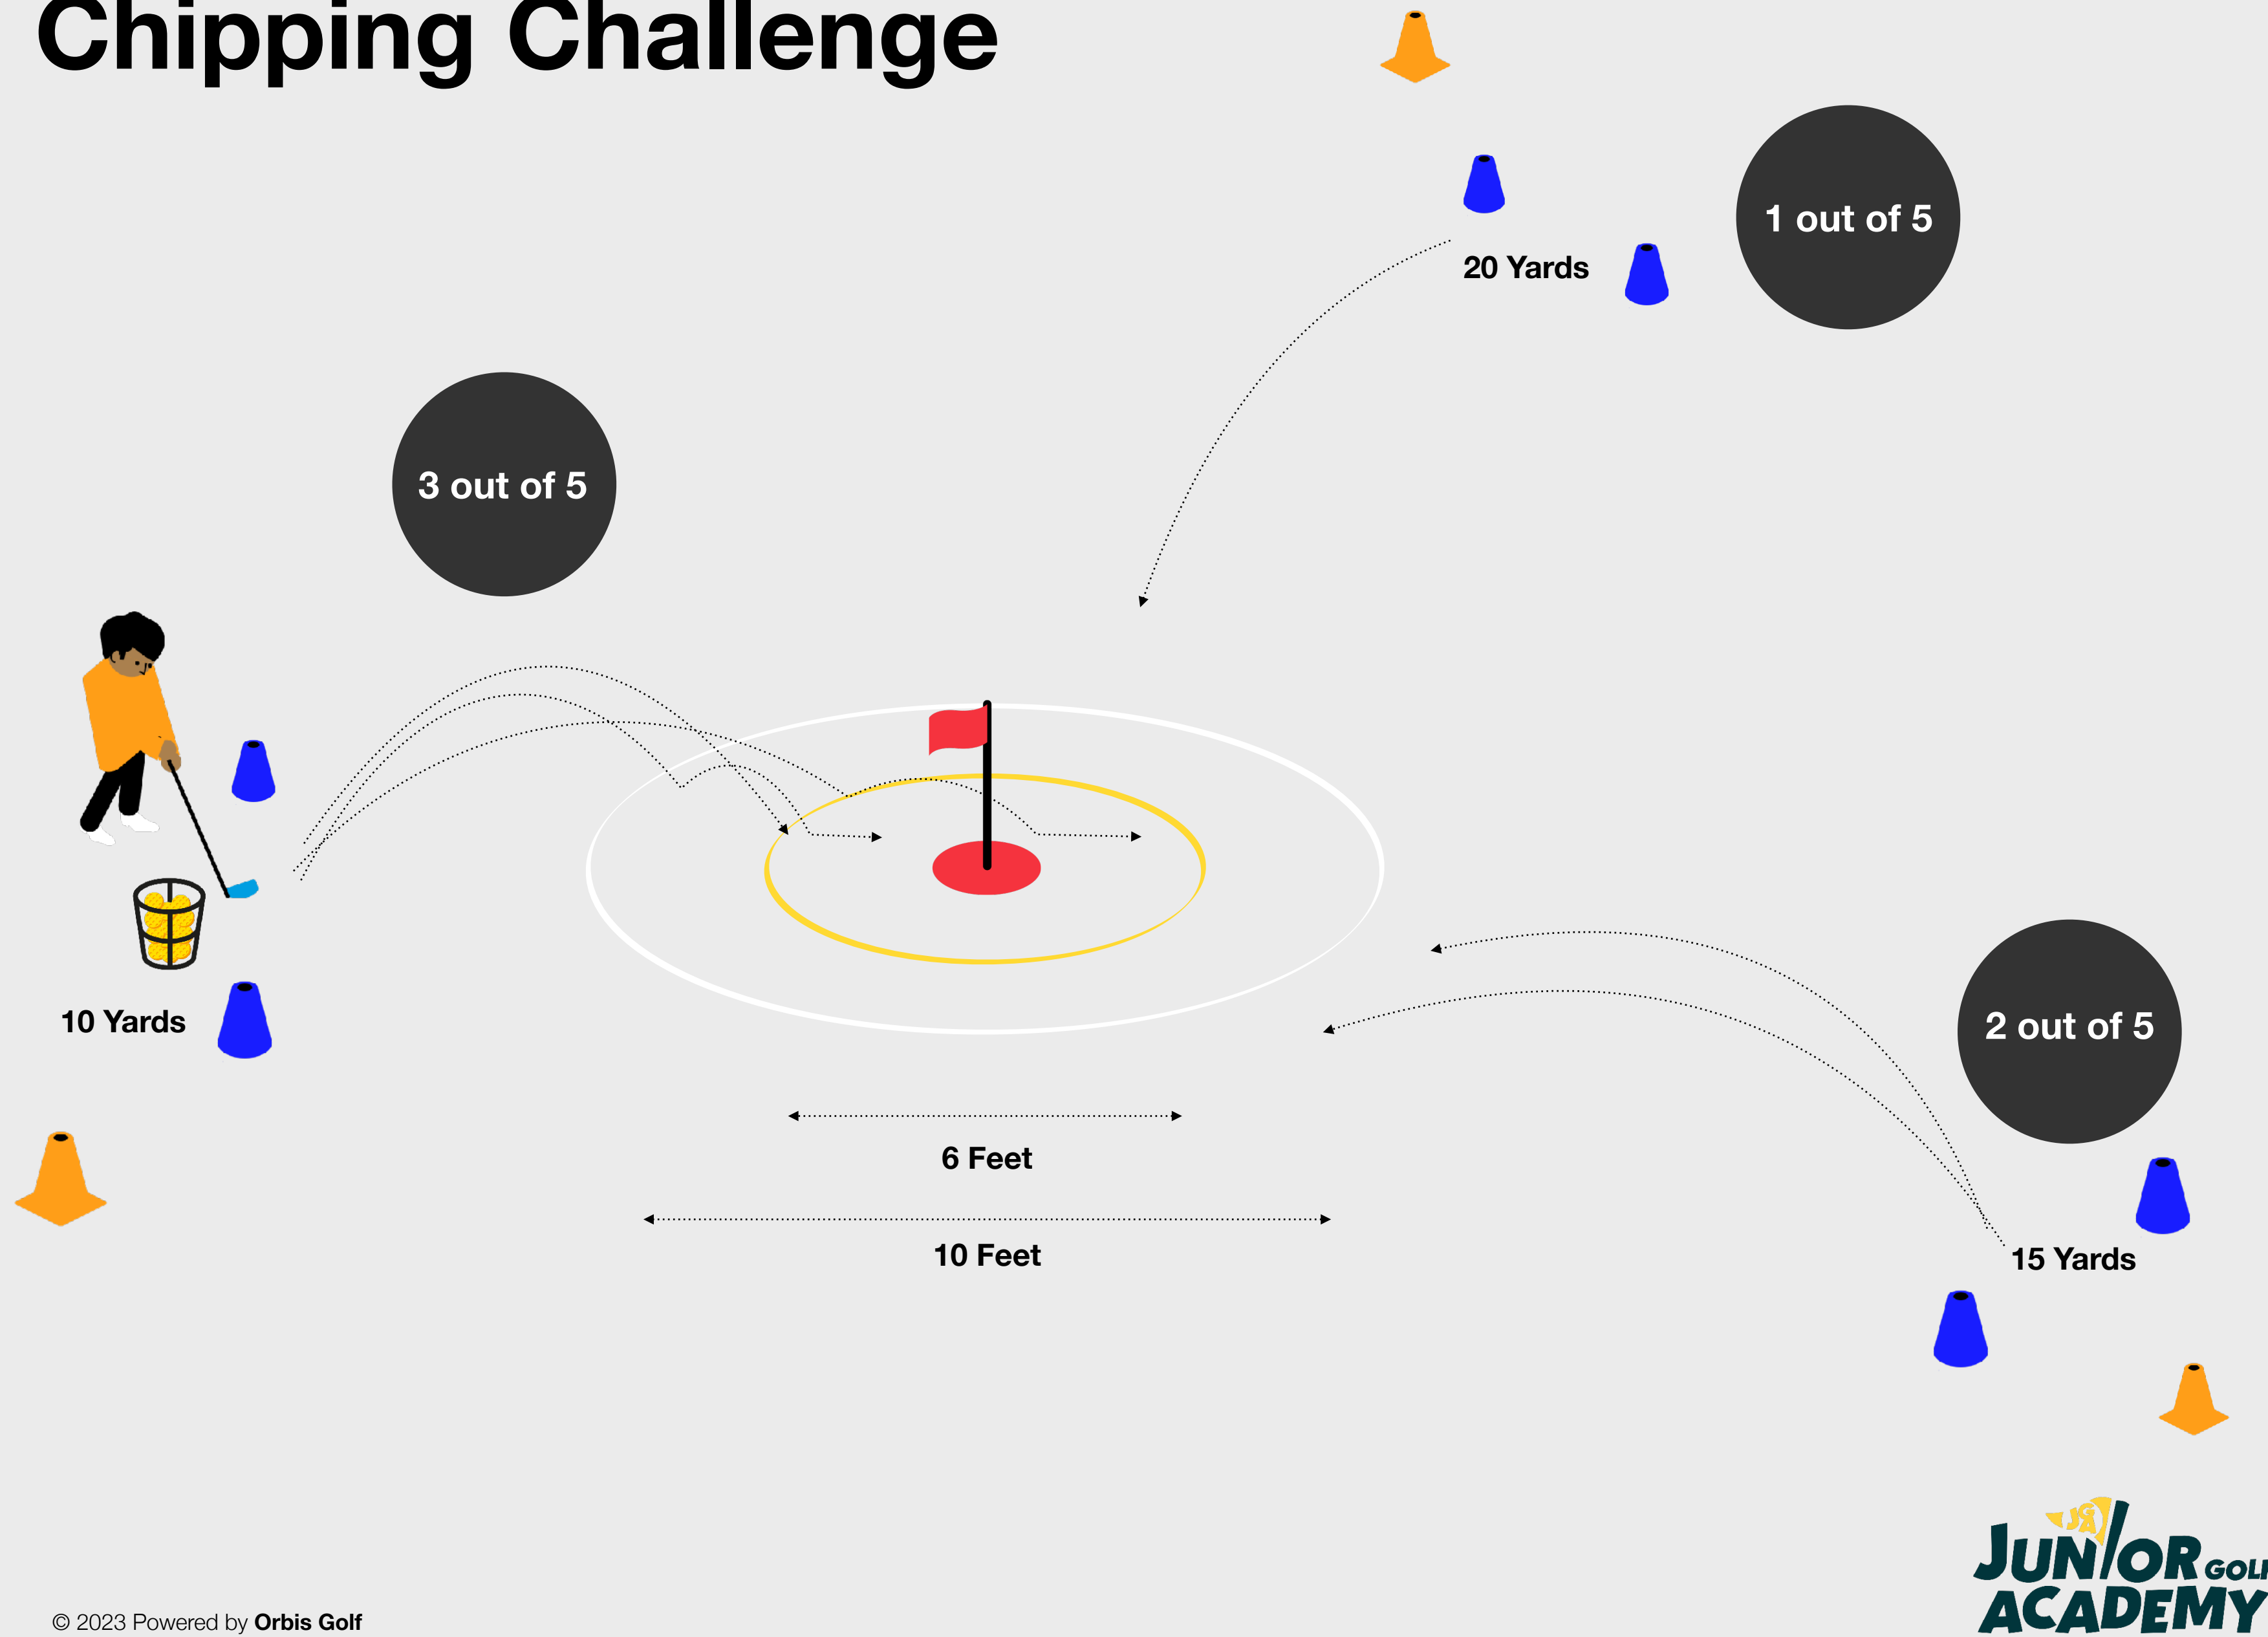 Chipping Challenge
1 out of 5
20 Yards
3 out of 5
10 Yards
2 out of 5
6 Feet
10 Feet
15 Yards
JGA
JUNIOR GOLF
ACADEMY
© 2023 Powered by Orbis Golf